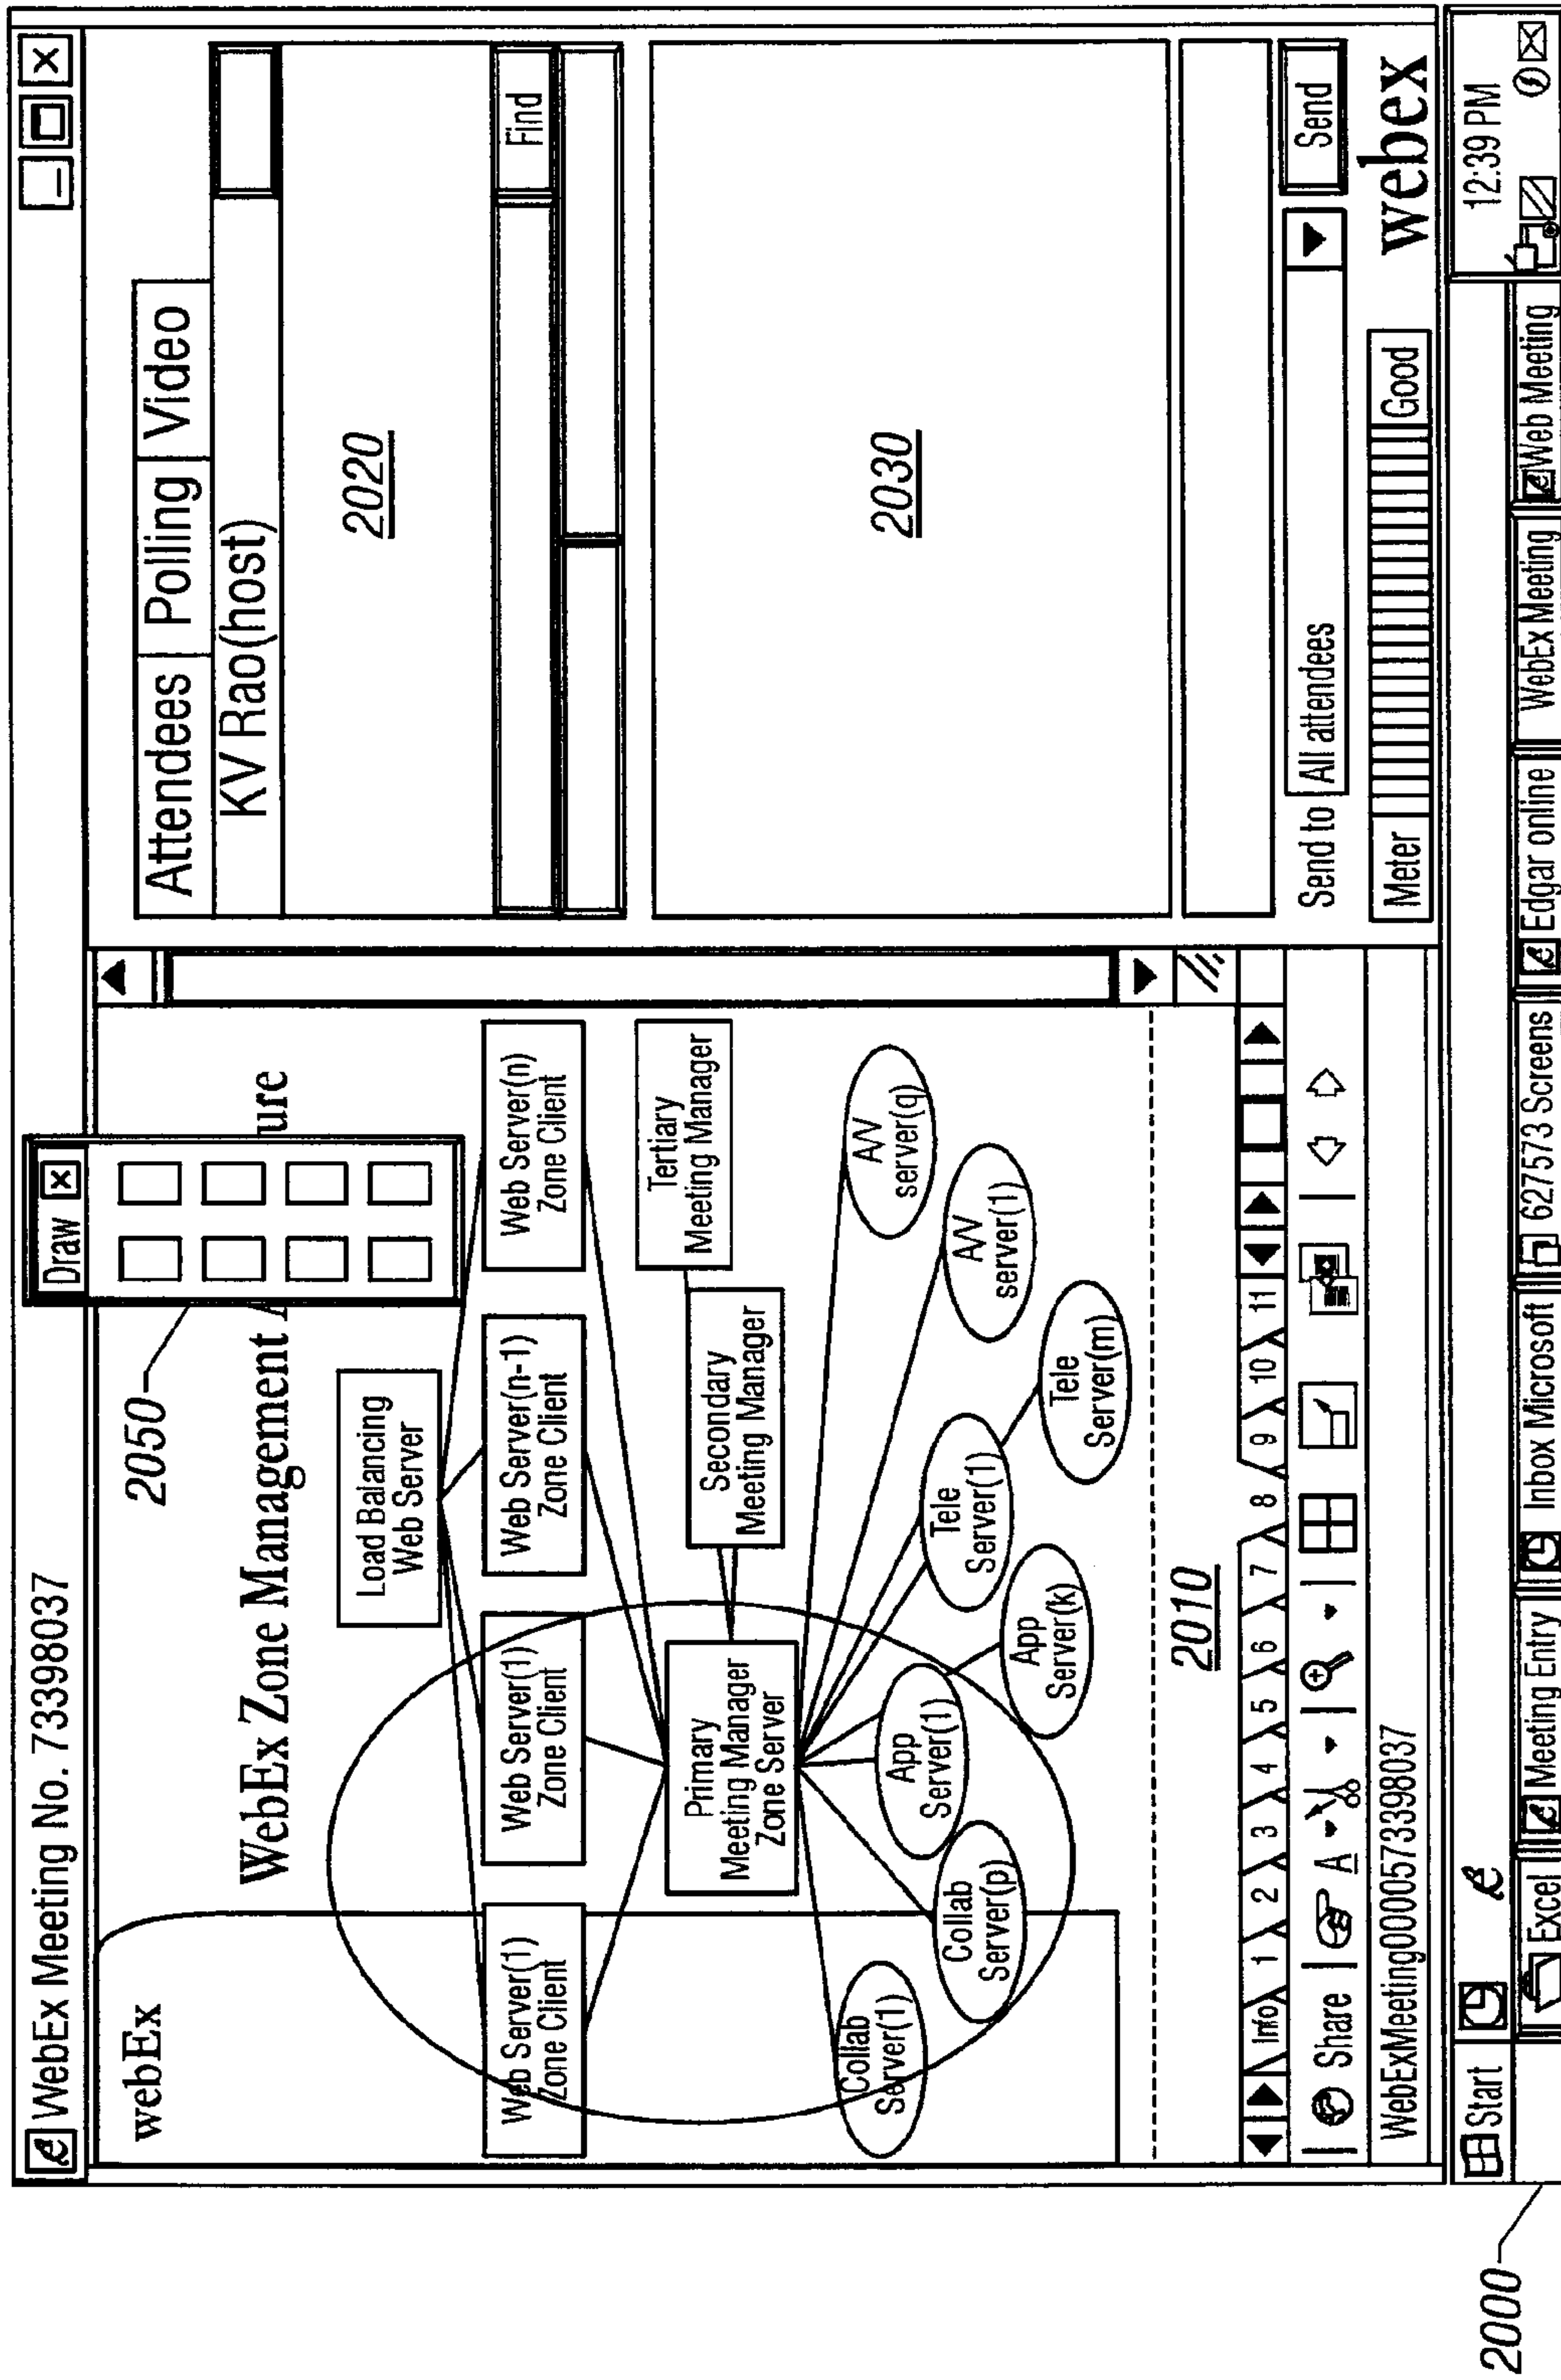 WebEx Meeting No. 73398037
webEx
WebEx Zone Management A
ure
2050
Draw
Load Balancing
Web Server
Web Server(1)
Zone Client
Web Server(1)
Zone Client
Web Server(n-1)
Zone Client
Web Server(n)
Zone Client
Primary
Meeting Manager
Zone Server
Secondary
Meeting Manager
Tertiary
Meeting Manager
Collab
Server(1)
Collab
Server(p)
App
Server(1)
App
Server(k)
Tele
Server(1)
Tele
Server(m)
A/V
server(1)
A/V
server(q)
2010
Info 1 2 3 4 5 6 7 8 9 10 11
Share A
WebExMeeting0000573398037
Attendees Polling Video
KV Rao(host)
2020
Find
2030
Send to All attendees Send
Meter Good
webex
Start
12:39 PM
Excel Meeting Entry Inbox Microsoft 627573 Screens Edgar online WebEx Meeting Web Meeting
2000